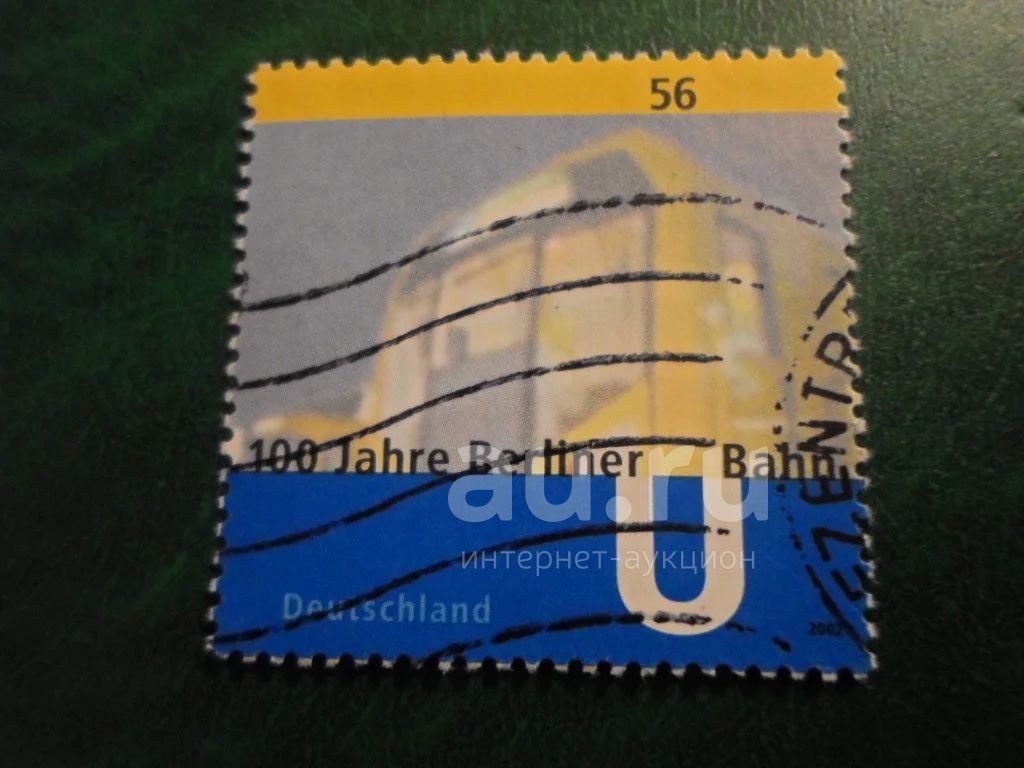 56
100 Jahre Berliner U Bahn
au.ru
интернет-аукцион
Deutschland
2002